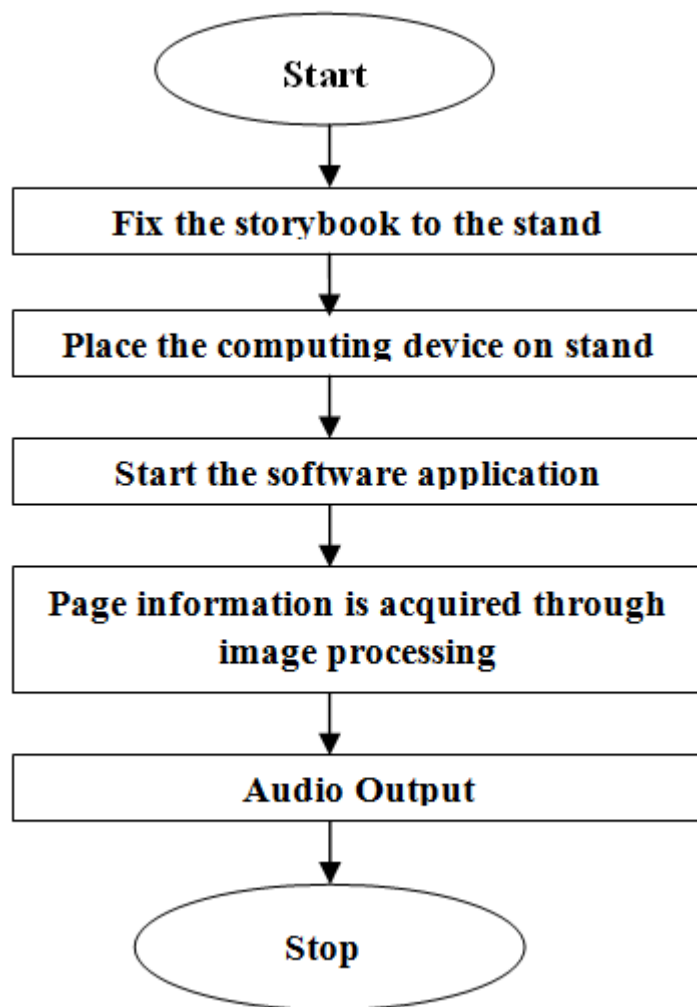 Start
Fix the storybook to the stand
Place the computing device on stand
Start the software application
Page information is acquired through
image processing
Audio Output
Stop